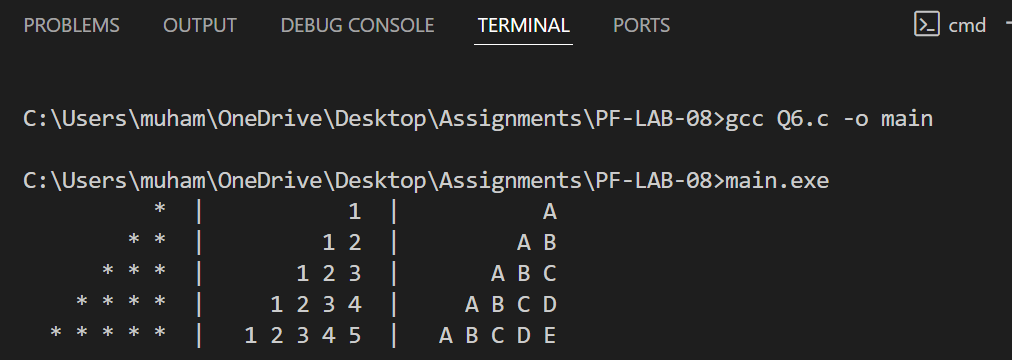 PROBLEMS OUTPUT DEBUG CONSOLE TERMINAL PORTS cmd
C:\Users\muham\OneDrive\Desktop\Assignments\PF-LAB-08>gcc Q6.c -o main
C:\Users\muham\OneDrive\Desktop\Assignments\PF-LAB-08>main.exe
          *  |           1  |           A
        * *  |         1 2  |         A B
      * * *  |       1 2 3  |       A B C
    * * * *  |     1 2 3 4  |     A B C D
  * * * * *  |   1 2 3 4 5  |   A B C D E